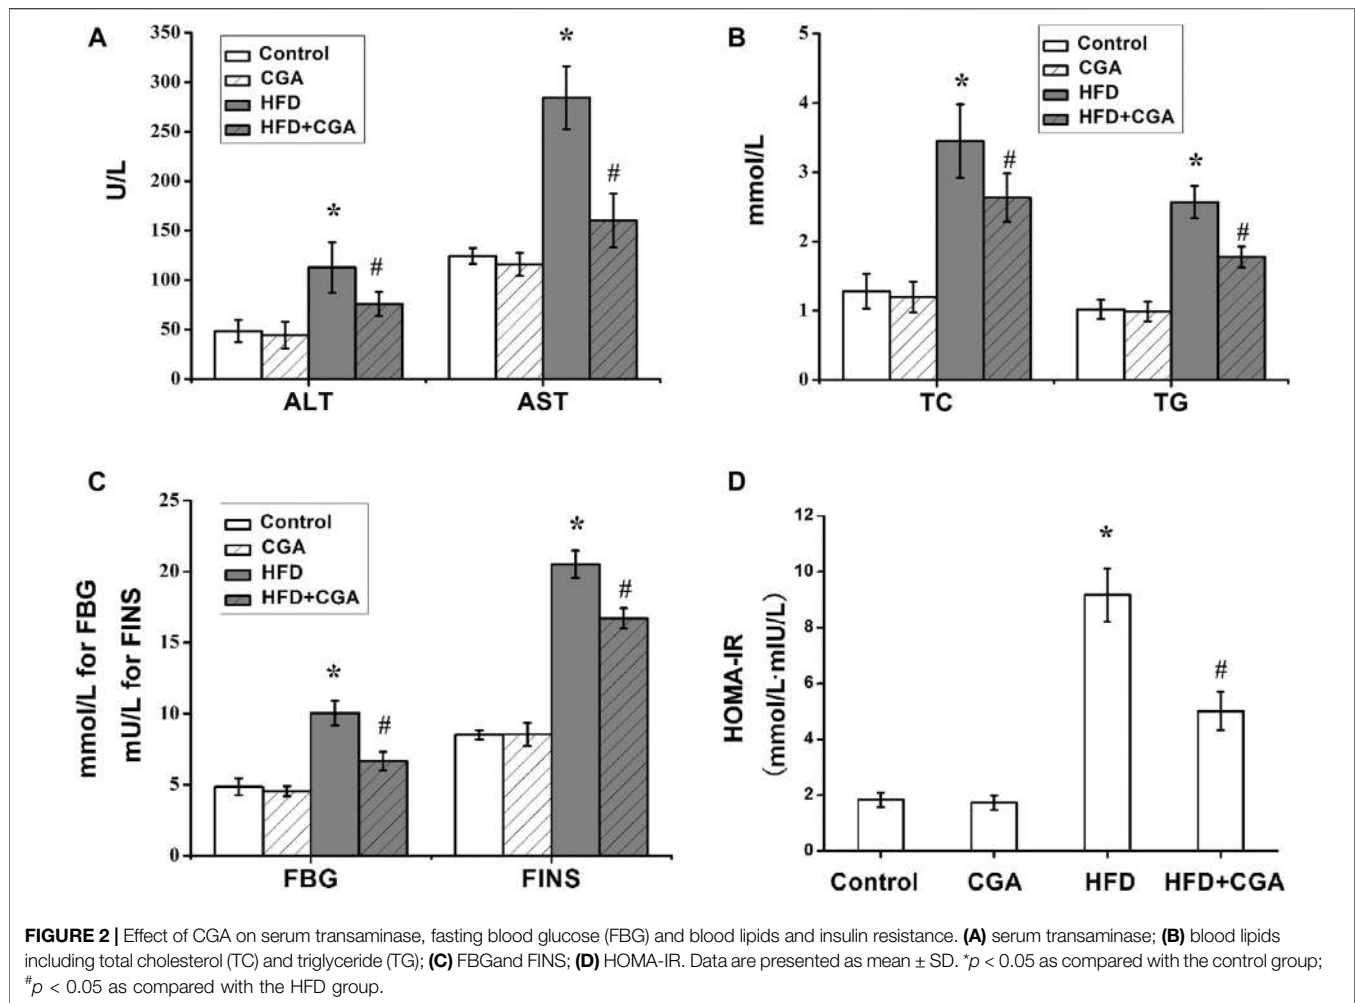 A
350
300
250
200
150
100
50
0
U/L
Control
CGA
HFD
HFD+CGA
*
#
*
#
ALT
AST
B
5
4
3
2
1
0
mmol/L
Control
CGA
HFD
HFD+CGA
*
#
*
#
TC
TG
C
25
20
15
10
5
0
mmol/L for FBG
mU/L for FINS
Control
CGA
HFD
HFD+CGA
*
#
*
#
FBG
FINS
D
12
10
8
6
4
2
0
HOMA-IR
(mmol/L·mIU/L)
*
#
Control
CGA
HFD
HFD+CGA
FIGURE 2 | Effect of CGA on serum transaminase, fasting blood glucose (FBG) and blood lipids and insulin resistance. (A) serum transaminase; (B) blood lipids
including total cholesterol (TC) and triglyceride (TG); (C) FBGand FINS; (D) HOMA-IR. Data are presented as mean ± SD. *p < 0.05 as compared with the control group;
#p < 0.05 as compared with the HFD group.